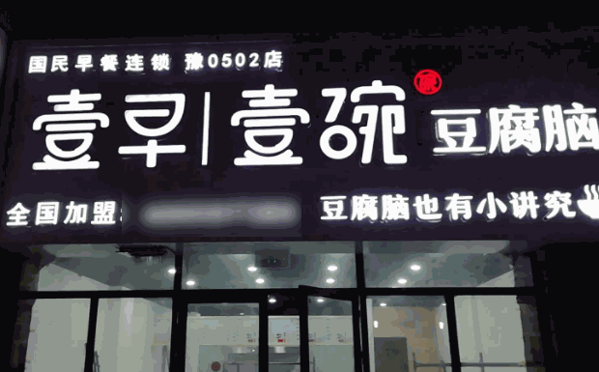 国民早餐连锁 豫0502店
壹早|壹碗 豆腐脑
全国加盟:
豆腐脑也有小讲究